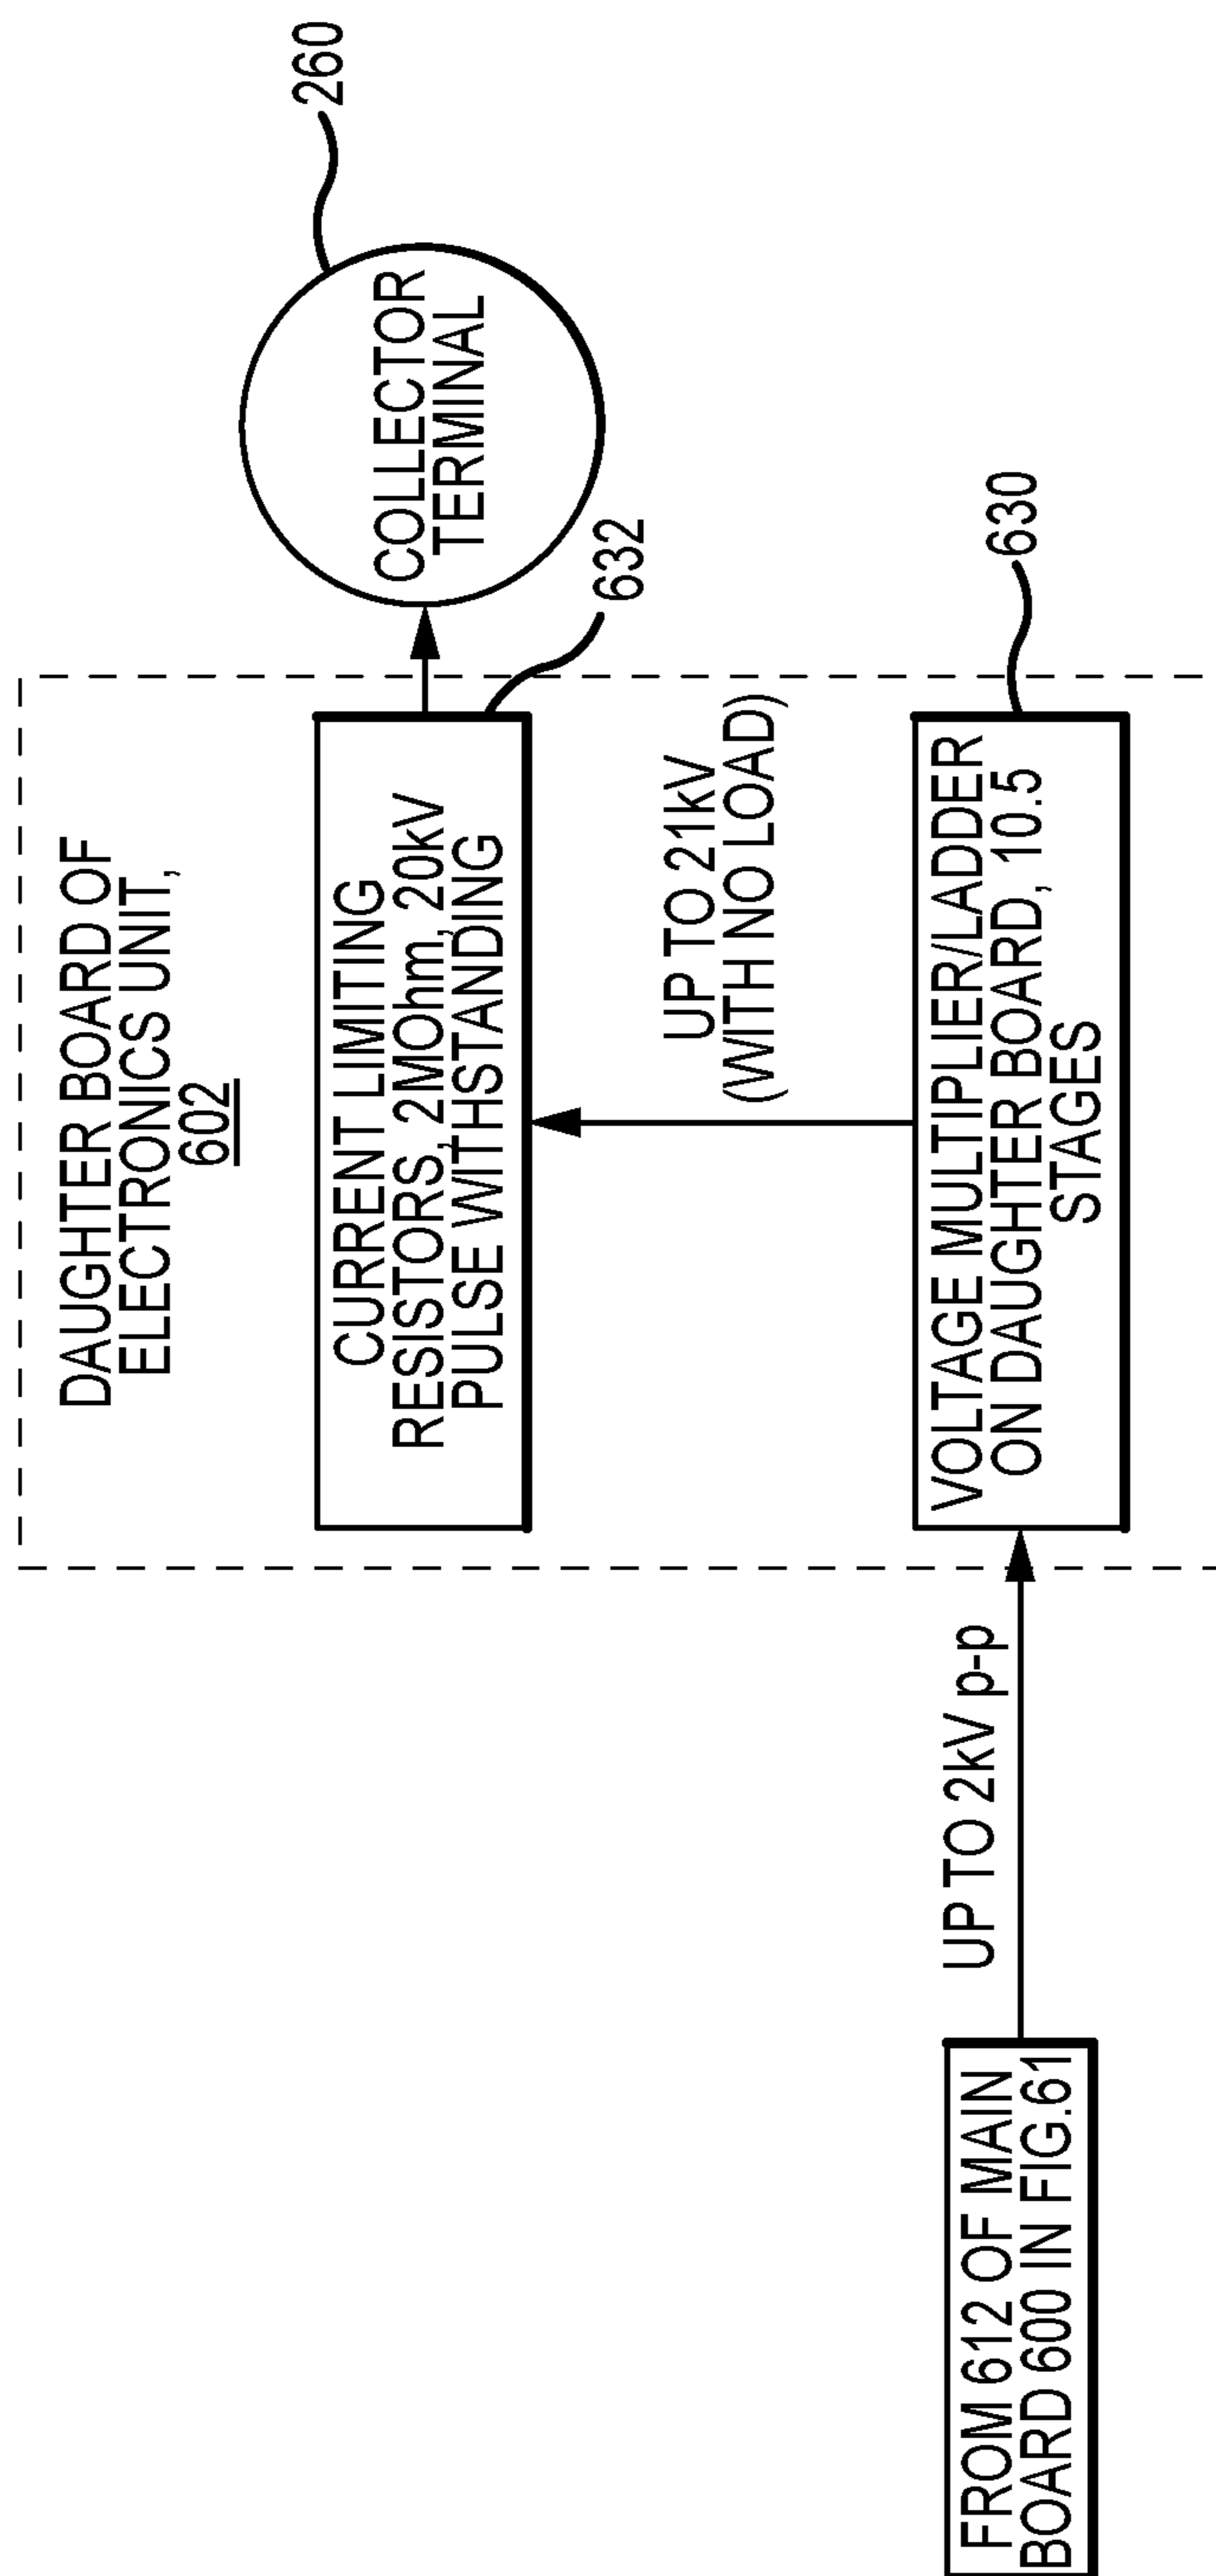 DAUGHTER BOARD OF
ELECTRONICS UNIT,
602
CURRENT LIMITING
RESISTORS, 2MOhm, 20kV
PULSE WITHSTANDING
632
COLLECTOR
TERMINAL
260
UP TO 21kV
(WITH NO LOAD)
FROM 612 OF MAIN
BOARD 600 IN FIG.61
UP TO 2kV p-p
VOLTAGE MULTIPLIER/LADDER
ON DAUGHTER BOARD, 10.5
STAGES
630